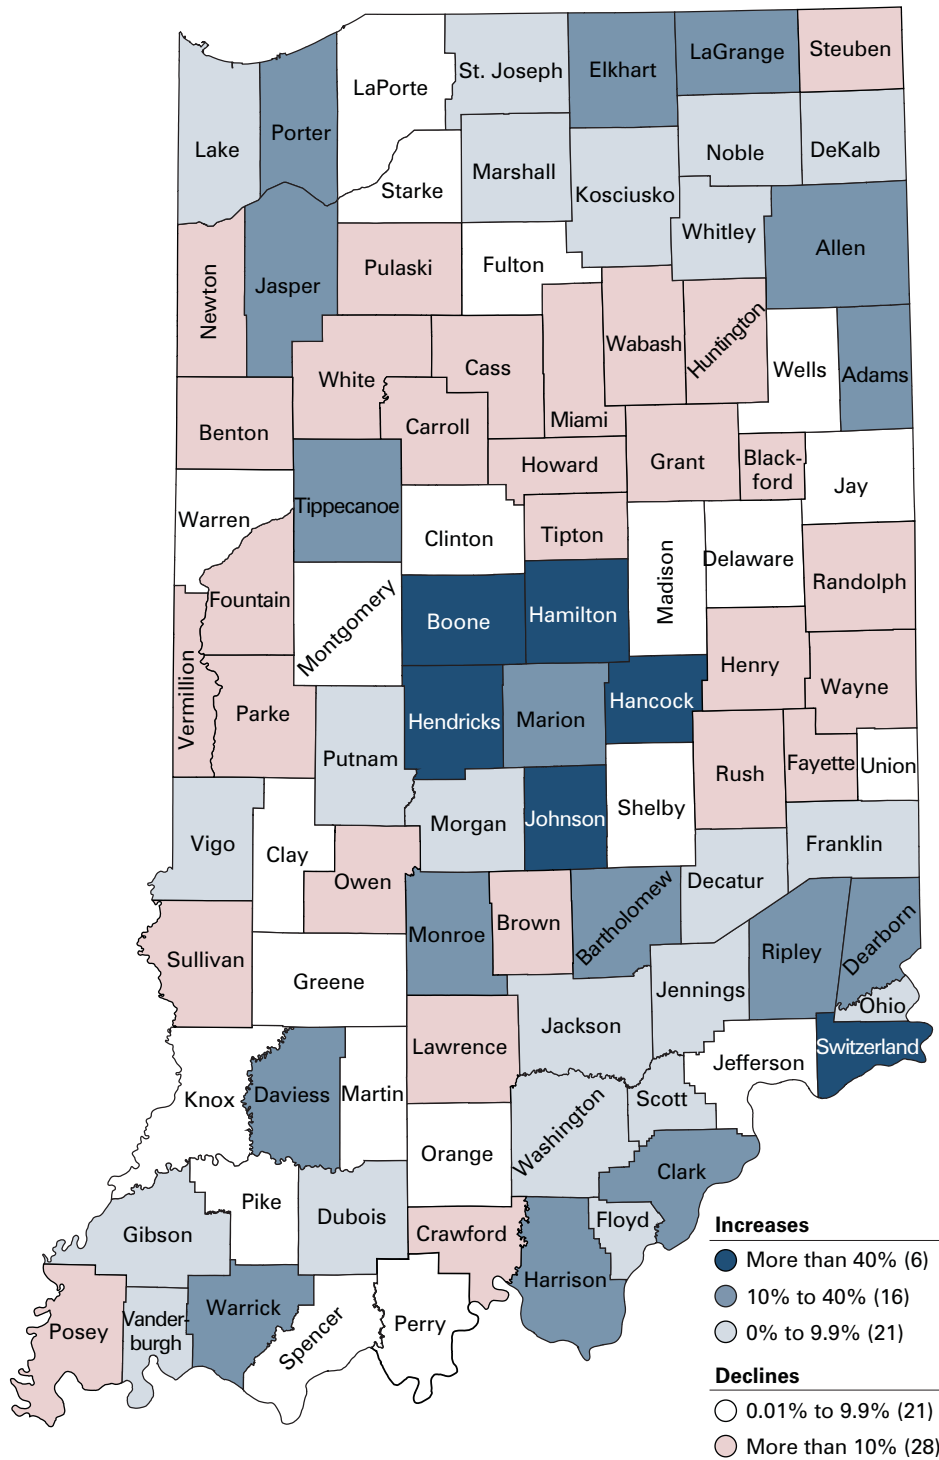 Steuben
LaGrange
St. Joseph
Elkhart
LaPorte
Porter
Lake
Noble
DeKalb
Marshall
Starke
Kosciusko
Whitley
Allen
Fulton
Pulaski
Jasper
Newton
Wabash
Huntington
Wells
Adams
Cass
White
Miami
Carroll
Benton
Howard
Grant
Black-
ford
Jay
Tippecanoe
Warren
Clinton
Tipton
Madison
Delaware
Randolph
Fountain
Montgomery
Boone
Hamilton
Henry
Wayne
Vermillion
Parke
Hendricks
Marion
Hancock
Putnam
Rush
Fayette
Union
Shelby
Johnson
Morgan
Vigo
Clay
Franklin
Owen
Decatur
Brown
Bartholomew
Monroe
Sullivan
Greene
Ripley
Dearborn
Jennings
Ohio
Jackson
Lawrence
Switzerland
Jefferson
Knox
Daviess
Martin
Scott
Washington
Orange
Clark
Pike
Dubois
Gibson
Crawford
Floyd
Harrison
Warrick
Posey
Vander-
burgh
Spencer
Perry
Increases
More than 40% (6)
10% to 40% (16)
0% to 9.9% (21)
Declines
0.01% to 9.9% (21)
More than 10% (28)